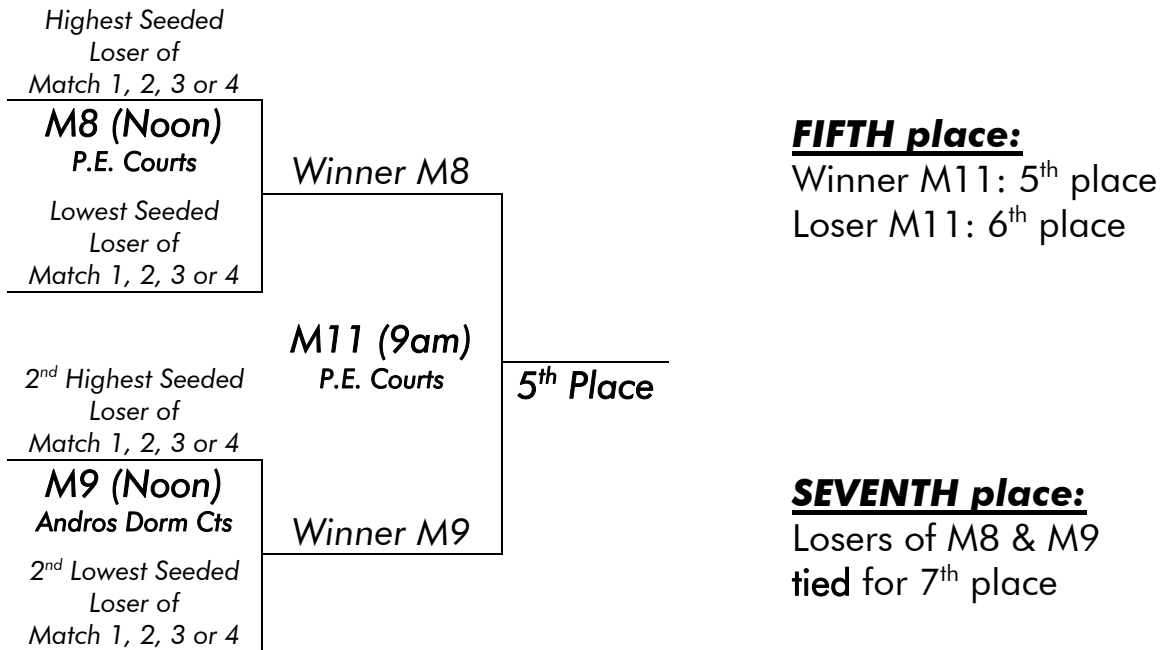 Highest Seeded
Loser of
Match 1, 2, 3 or 4
M8 (Noon)
P.E. Courts
Lowest Seeded
Loser of
Match 1, 2, 3 or 4
Winner M8
2nd Highest Seeded
Loser of
Match 1, 2, 3 or 4
M9 (Noon)
Andros Dorm Cts
2nd Lowest Seeded
Loser of
Match 1, 2, 3 or 4
Winner M9
M11 (9am)
P.E. Courts
5th Place
FIFTH place:
Winner M11: 5th place
Loser M11: 6th place
SEVENTH place:
Losers of M8 & M9
tied for 7th place